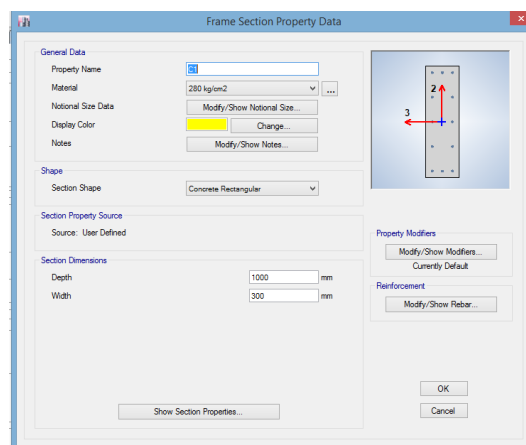 Frame Section Property Data
General Data
Property Name C1
Material 280 kg/cm2 ...
Notional Size Data Modify/Show Notional Size...
Display Color Change...
Notes Modify/Show Notes...
2
3
Shape
Section Shape Concrete Rectangular
Section Property Source
Source: User Defined
Property Modifiers
Modify/Show Modifiers...
Currently Default
Section Dimensions
Depth 1000 mm
Width 300 mm
Reinforcement
Modify/Show Rebar...
Show Section Properties...
OK
Cancel